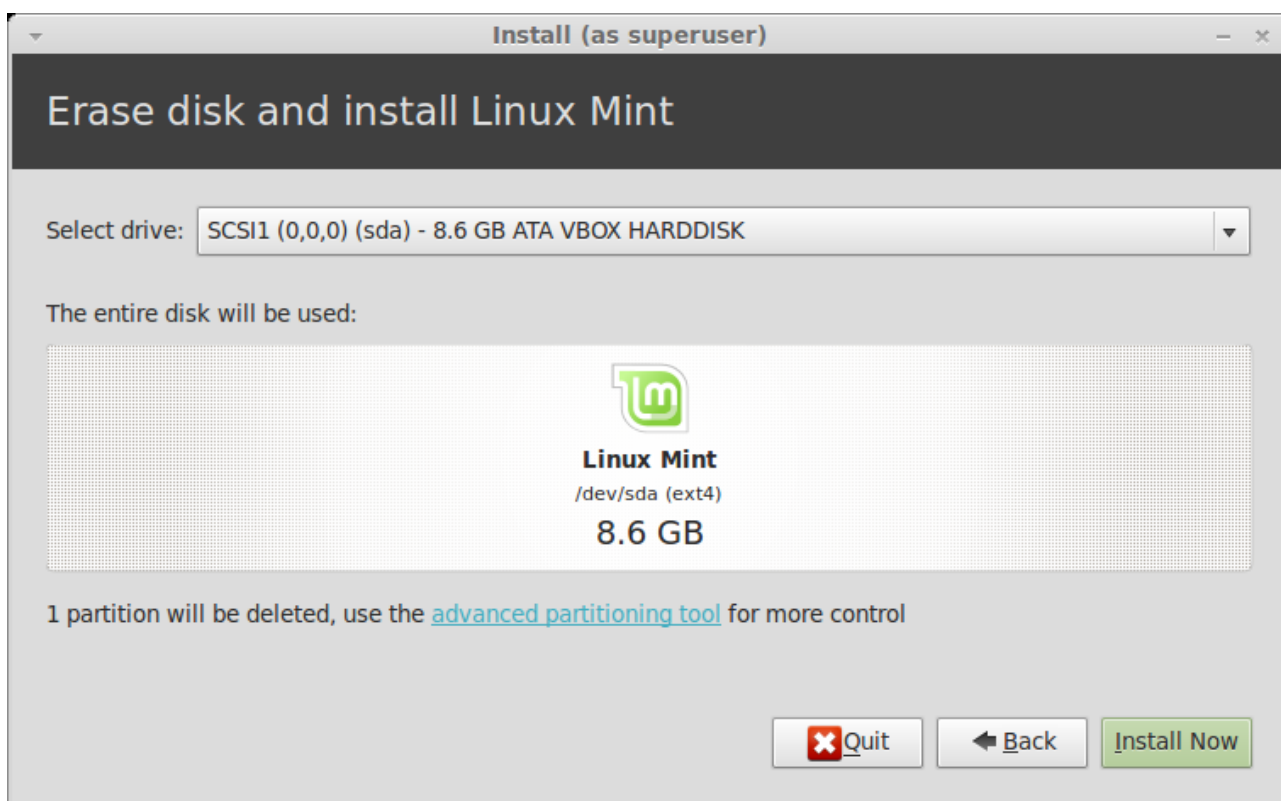 Install (as superuser)
Erase disk and install Linux Mint
Select drive: SCSI1 (0,0,0) (sda) - 8.6 GB ATA VBOX HARDDISK
The entire disk will be used:
lm
Linux Mint
/dev/sda (ext4)
8.6 GB
1 partition will be deleted, use the advanced partitioning tool for more control
Quit Back Install Now